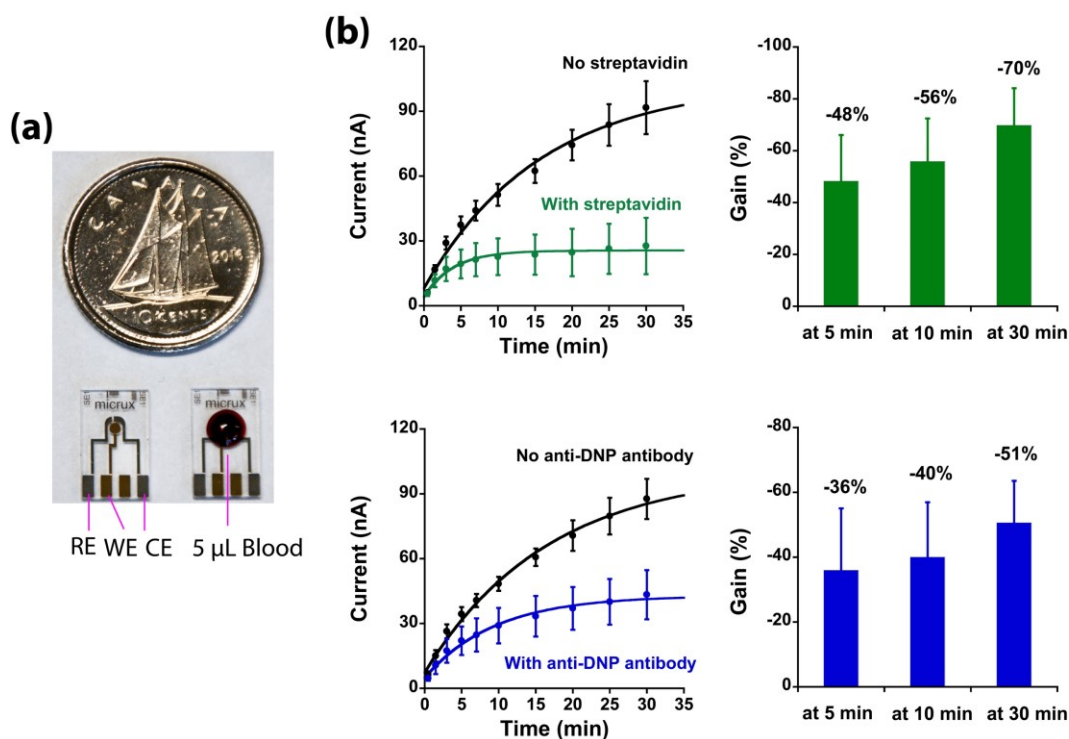 (a)
CANADA
2014
10 CENTS
SE1
micrux
SE1
micrux
RE WE CE 5 µL Blood
(b)
Current (nA)
120
90
60
30
0
No streptavidin
With streptavidin
0 5 10 15 20 25 30 35
Time (min)
Gain (%)
-100
-80
-60
-40
-20
0
-48%
-56%
-70%
at 5 min at 10 min at 30 min
Current (nA)
120
90
60
30
0
No anti-DNP antibody
With anti-DNP antibody
0 5 10 15 20 25 30 35
Time (min)
Gain (%)
-80
-60
-40
-20
0
-36%
-40%
-51%
at 5 min at 10 min at 30 min